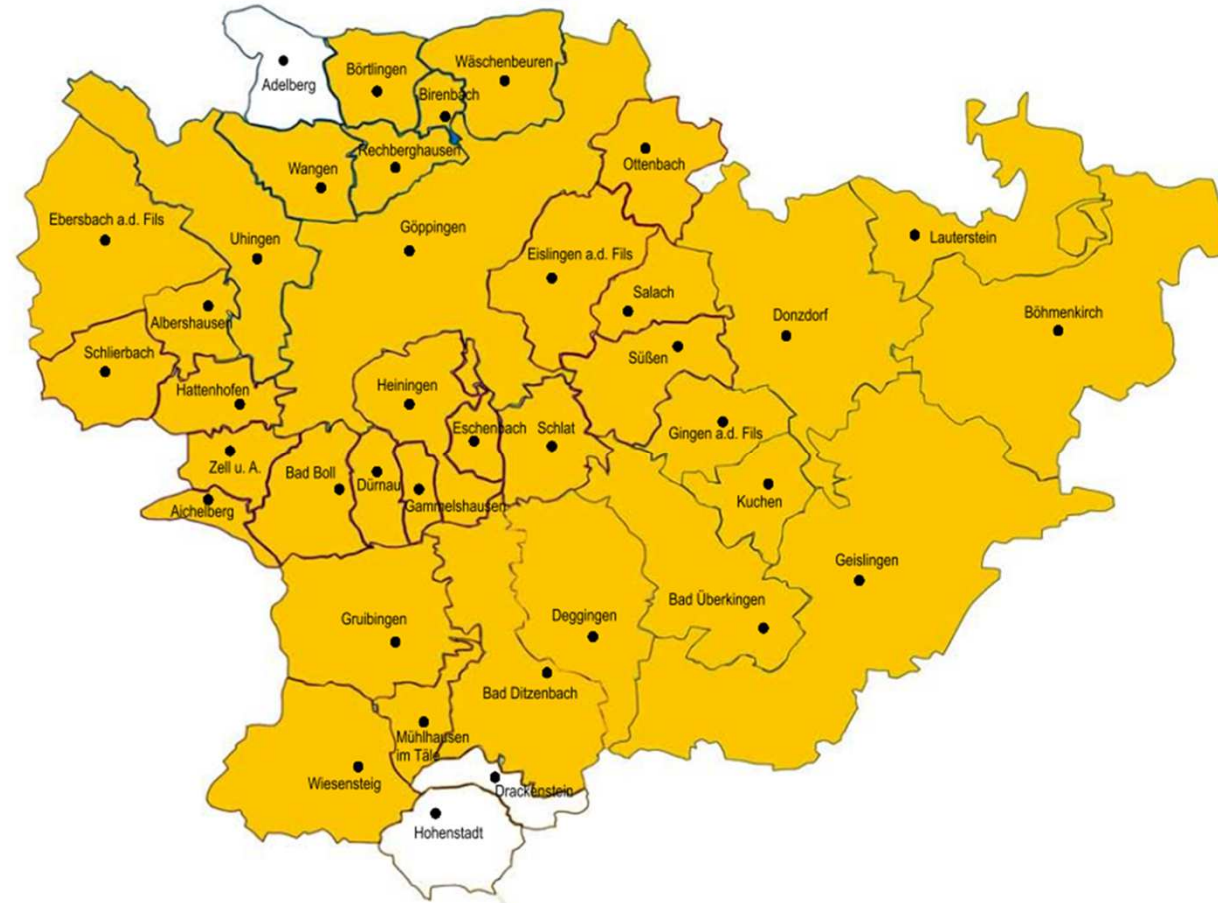 Adelberg
Börtlingen
Wäschenbeuren
Birenbach
Rechberghausen
Wangen
Ottenbach
Ebersbach a.d. Fils
Uhingen
Göppingen
Eislingen a.d. Fils
Lauterstein
Salach
Donzdorf
Böhmenkirch
Albershausen
Schlierbach
Süßen
Hattenhofen
Heiningen
Eschenbach
Schlat
Gingen a.d. Fils
Zell u. A.
Bad Boll
Dürnau
Kuchen
Aichelberg
Gammelshausen
Geislingen
Bad Überkingen
Gruibingen
Deggingen
Bad Ditzenbach
Mühlhausen
im Täle
Wiesensteig
Drackenstein
Hohenstadt